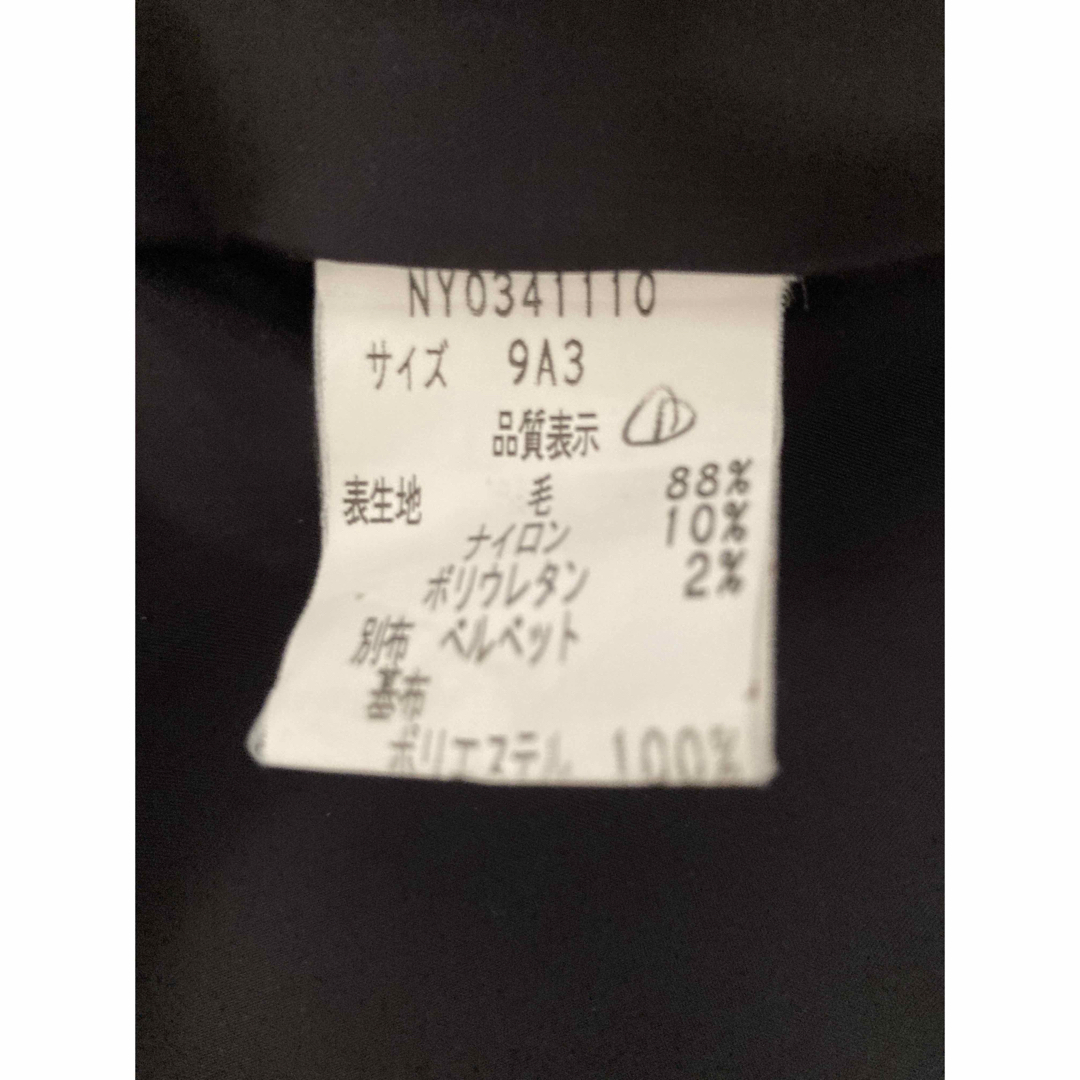 NY0341110
サイズ 9A3
品質表示
表生地 毛 88%
ナイロン 10%
ポリウレタン 2%
別布 ベルベット
基布
ポリエステル 100%